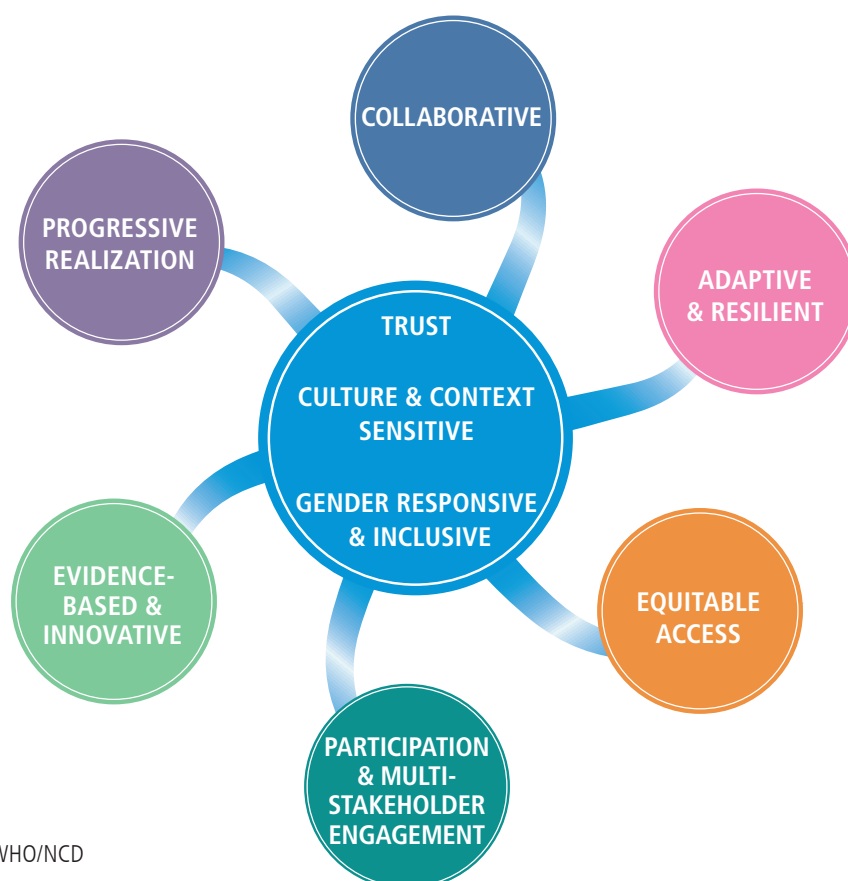 COLLABORATIVE
PROGRESSIVE
REALIZATION
ADAPTIVE
& RESILIENT
TRUST
CULTURE & CONTEXT
SENSITIVE
GENDER RESPONSIVE
& INCLUSIVE
EVIDENCE-
BASED &
INNOVATIVE
EQUITABLE
ACCESS
PARTICIPATION
& MULTI-
STAKEHOLDER
ENGAGEMENT
WHO/NCD